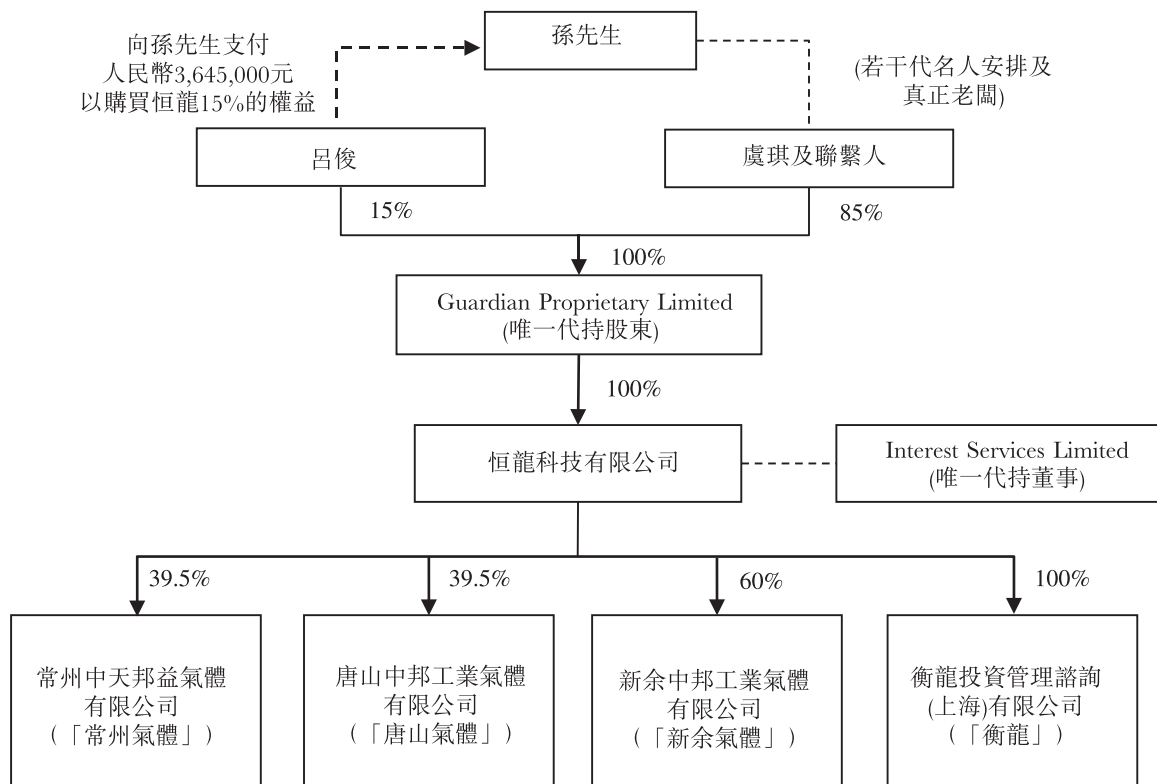 孫先生
向孫先生支付
人民幣3,645,000元
以購買恒龍15%的權益
(若干代名人安排及
真正老闆)
呂俊
虞琪及聯繫人
15%
85%
100%
Guardian Proprietary Limited
(唯一代持股東)
100%
恒龍科技有限公司
Interest Services Limited
(唯一代持董事)
39.5%
39.5%
60%
100%
常州中天邦益氣體
有限公司
(「常州氣體」)
唐山中邦工業氣體
有限公司
(「唐山氣體」)
新余中邦工業氣體
有限公司
(「新余氣體」)
衡龍投資管理諮詢
(上海)有限公司
(「衡龍」)